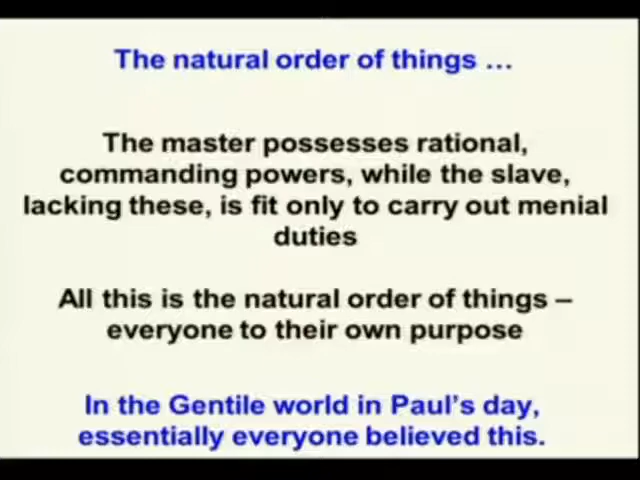 The natural order of things ...
The master possesses rational,
commanding powers, while the slave,
lacking these, is fit only to carry out menial
duties
All this is the natural order of things –
everyone to their own purpose
In the Gentile world in Paul's day,
essentially everyone believed this.